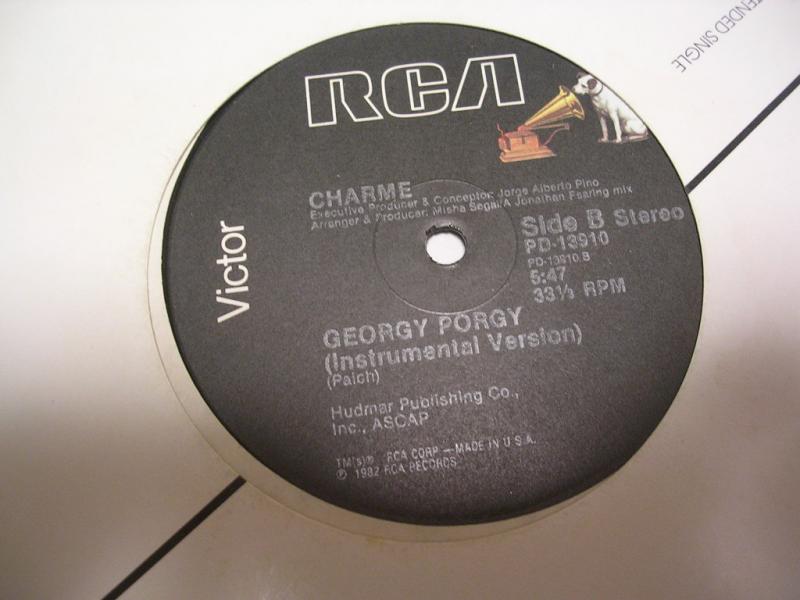 EXTENDED SINGLE
RCA
Victor
CHARME
Executive Producer & Conceptor: Jorge Alberto Pino
Arranger & Producer: Misha Segal/A Jonathan Fearing mix
Side B Stereo
PD-13910
PD-13910.B
5:47
33⅓ RPM
GEORGY PORGY
(Instrumental Version)
(Paich)
Hudmar Publishing Co.,
Inc., ASCAP
TM(s)® RCA CORP —MADE IN U.S.A.
℗ 1982 RCA RECORDS